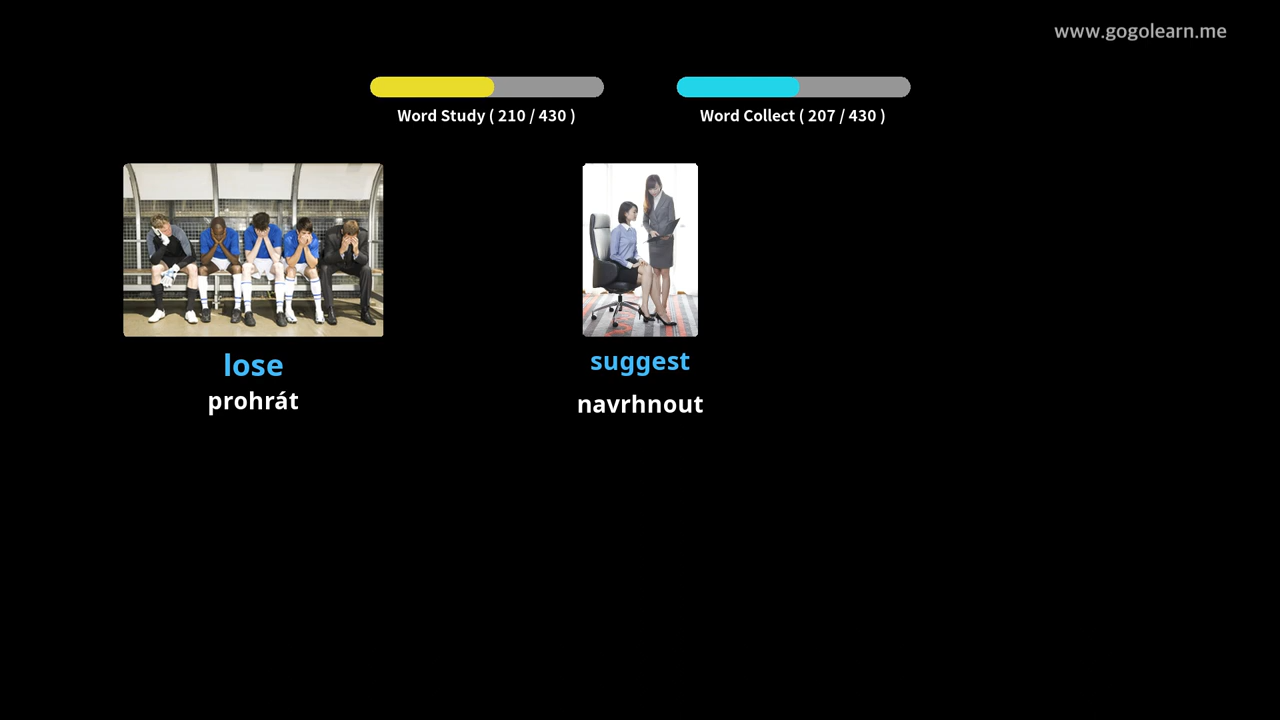 www.gogolearn.me
Word Study ( 210 / 430 )
Word Collect ( 207 / 430 )
lose
prohrát
suggest
navrhnout